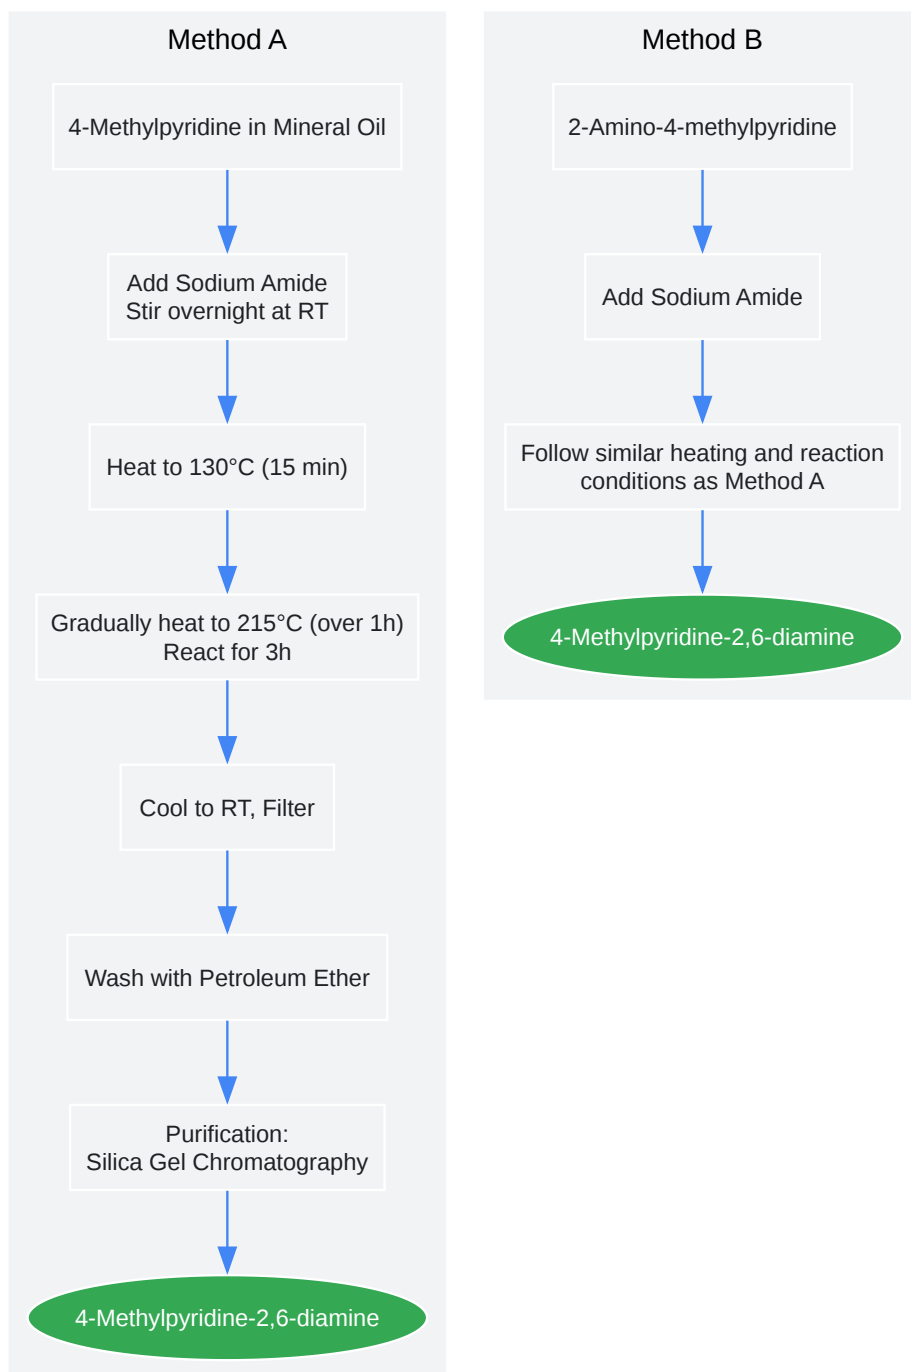 Method A
4-Methylpyridine in Mineral Oil
Add Sodium Amide
Stir overnight at RT
Heat to 130°C (15 min)
Gradually heat to 215°C (over 1h)
React for 3h
Cool to RT, Filter
Wash with Petroleum Ether
Purification:
Silica Gel Chromatography
4-Methylpyridine-2,6-diamine
Method B
2-Amino-4-methylpyridine
Add Sodium Amide
Follow similar heating and reaction
conditions as Method A
4-Methylpyridine-2,6-diamine